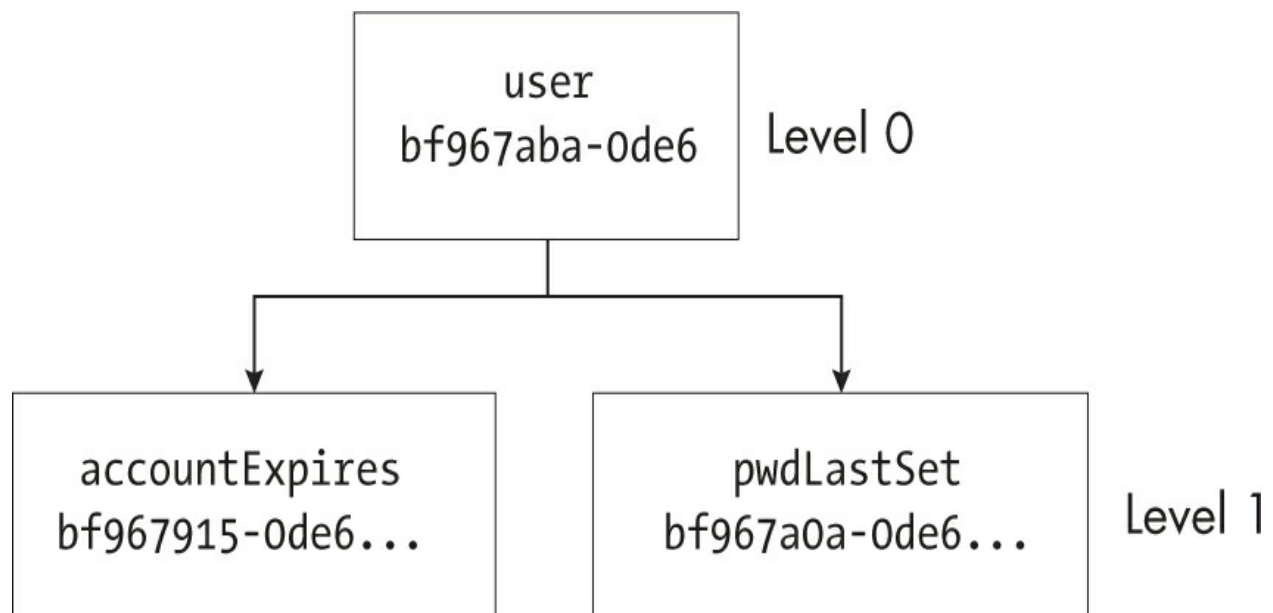 user
bf967aba-0de6
Level 0
accountExpires
bf967915-0de6...
pwdLastSet
bf967a0a-0de6...
Level 1